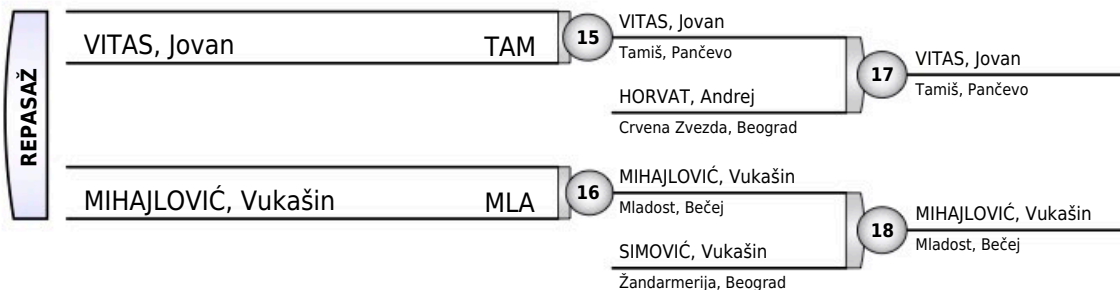 REPASAŽ
VITAS, Jovan TAM
15
VITAS, Jovan
Tamiš, Pančevo
HORVAT, Andrej
Crvena Zvezda, Beograd
17
VITAS, Jovan
Tamiš, Pančevo
MIHAJLOVIĆ, Vukašin MLA
16
MIHAJLOVIĆ, Vukašin
Mladost, Bečej
SIMOVIĆ, Vukašin
Žandarmerija, Beograd
18
MIHAJLOVIĆ, Vukašin
Mladost, Bečej